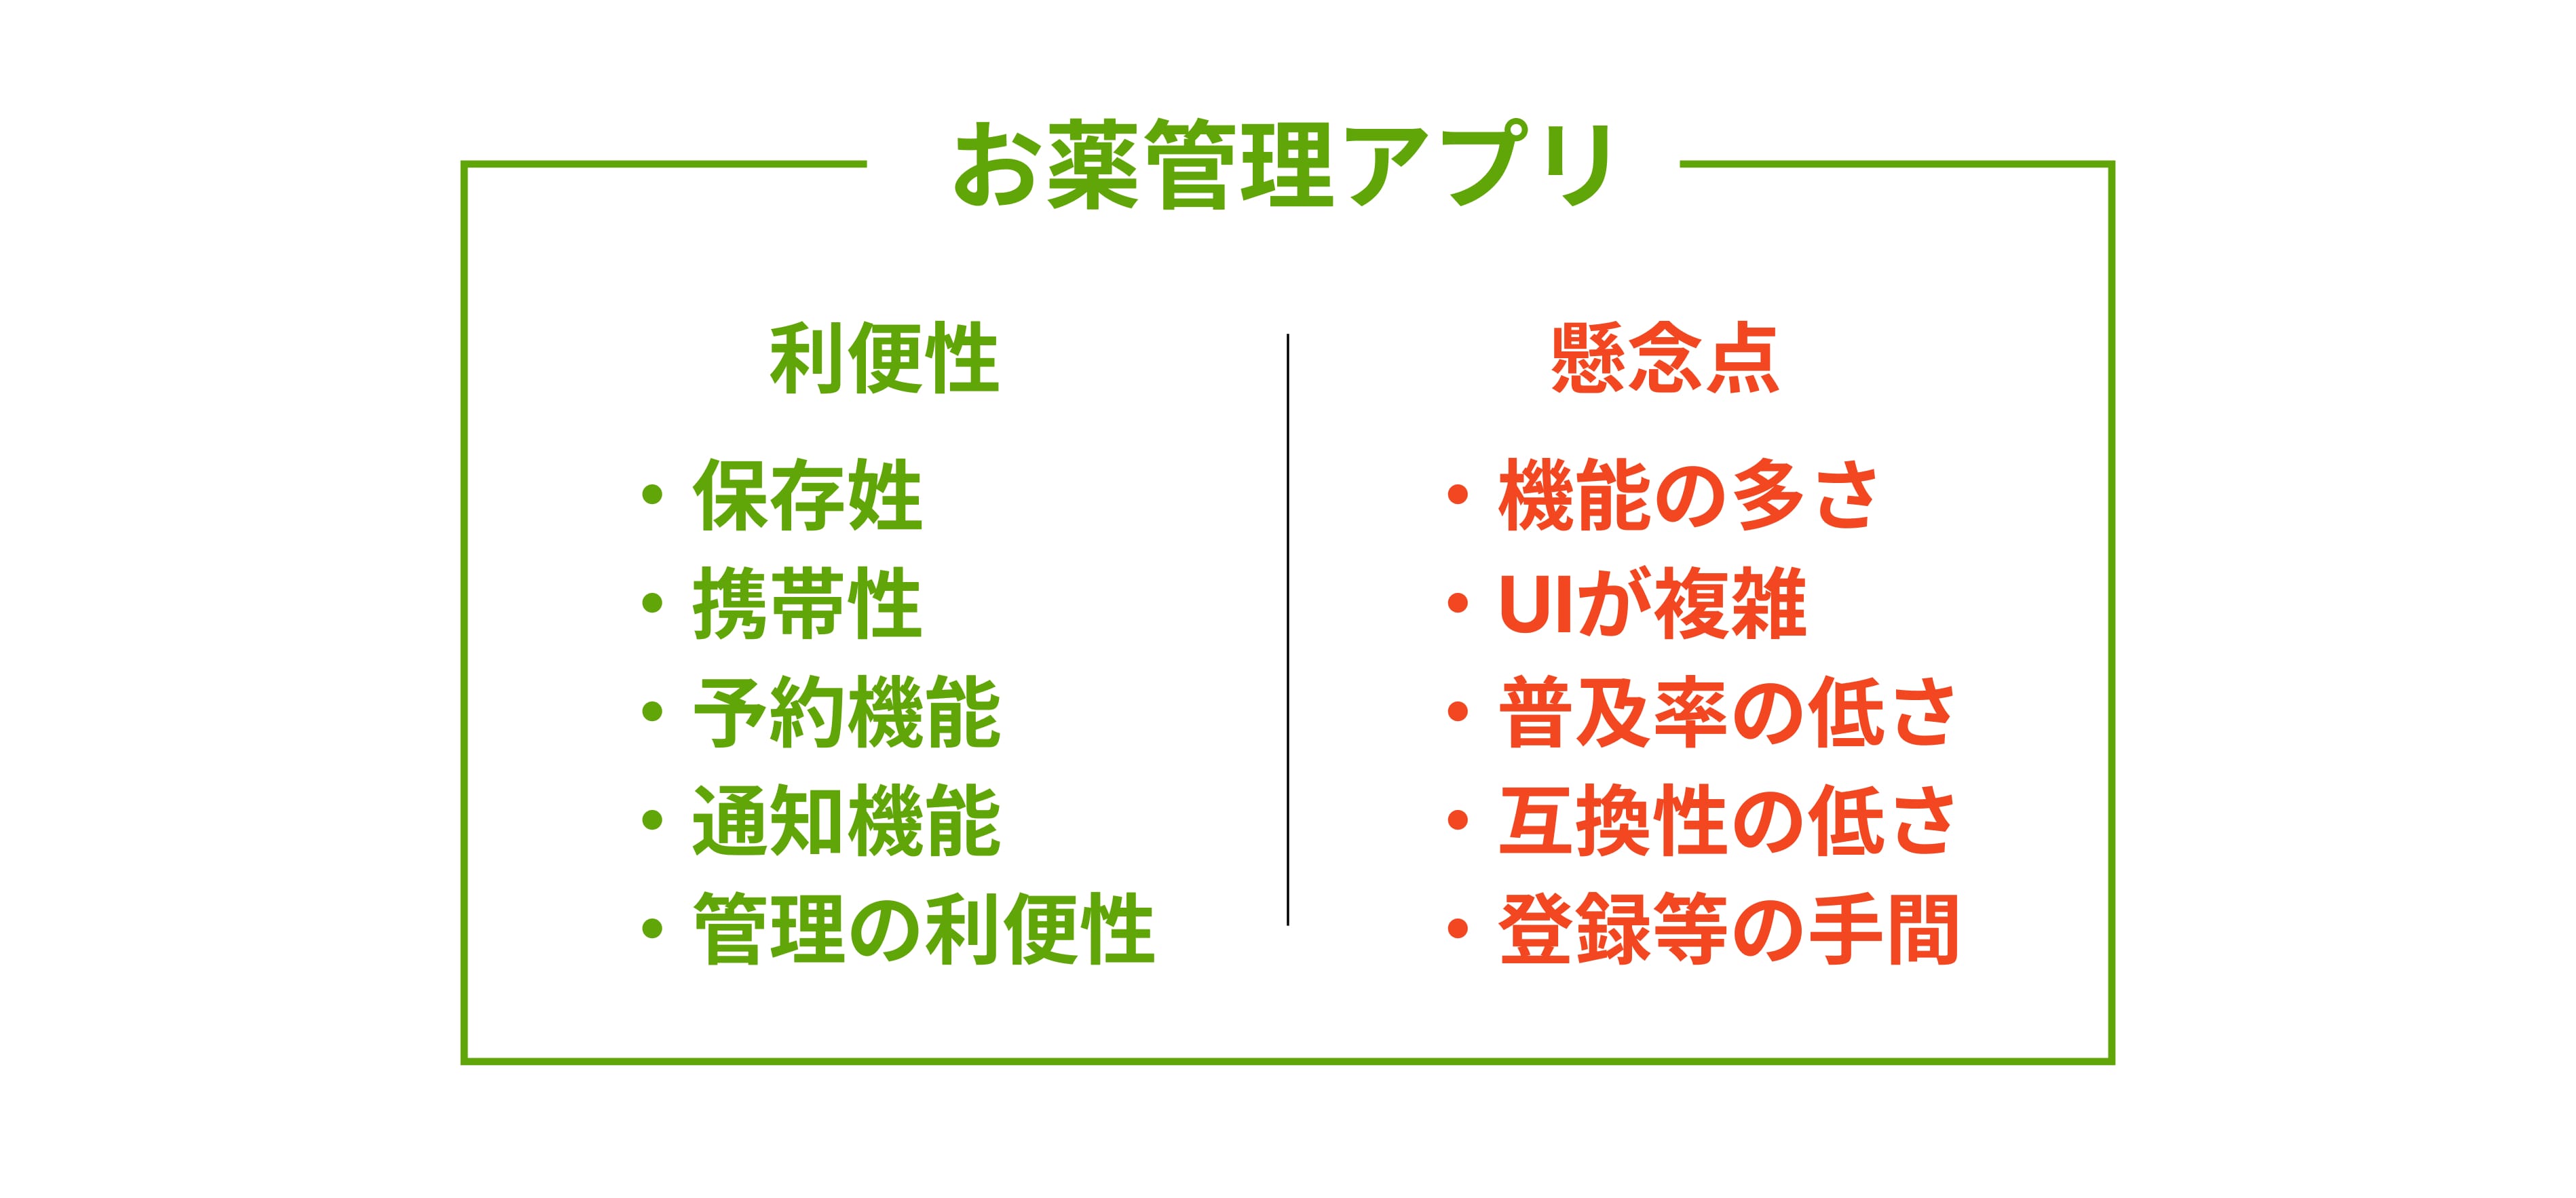 お薬管理アプリ
利便性
・保存姓
・携帯性
・予約機能
・通知機能
・管理の利便性
懸念点
・機能の多さ
・UIが複雑
・普及率の低さ
・互換性の低さ
・登録等の手間